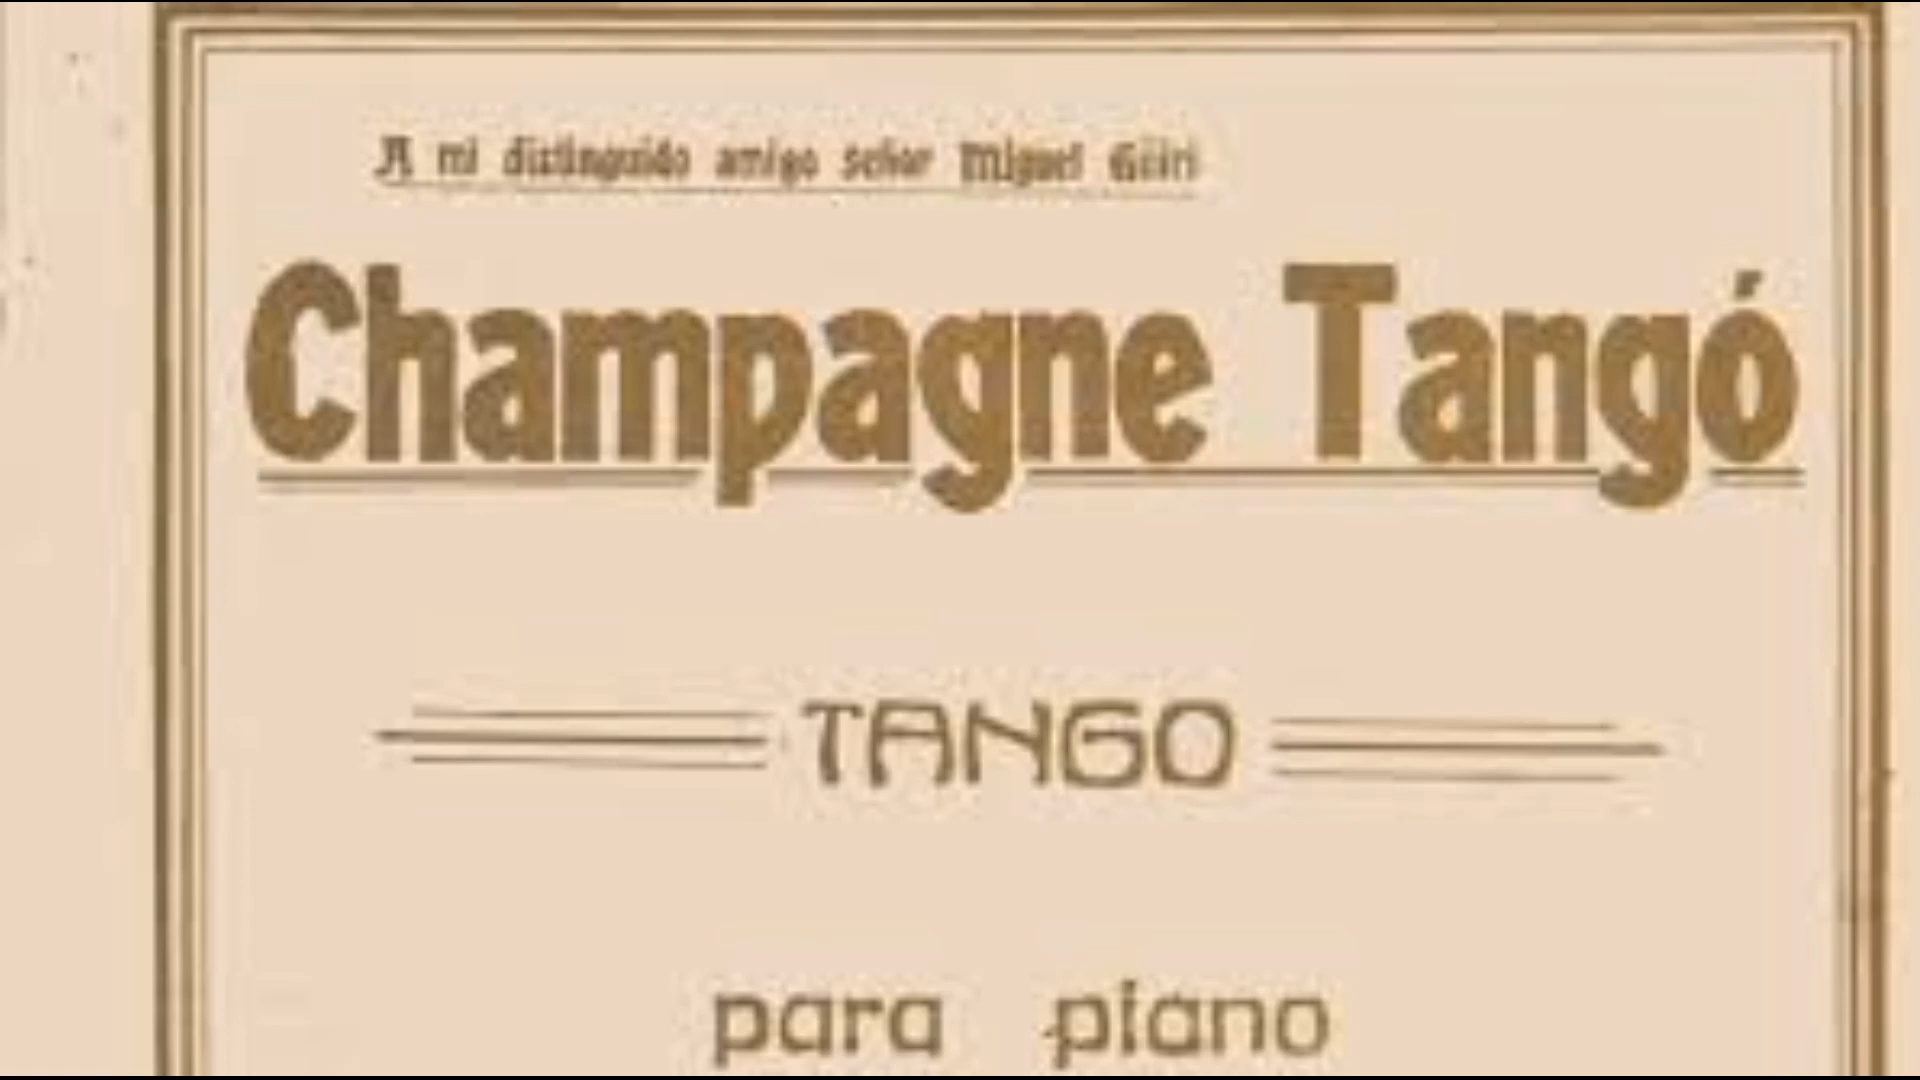 A mi distinguido amigo señor Miguel
Champagne Tangó
TANGO
para piano